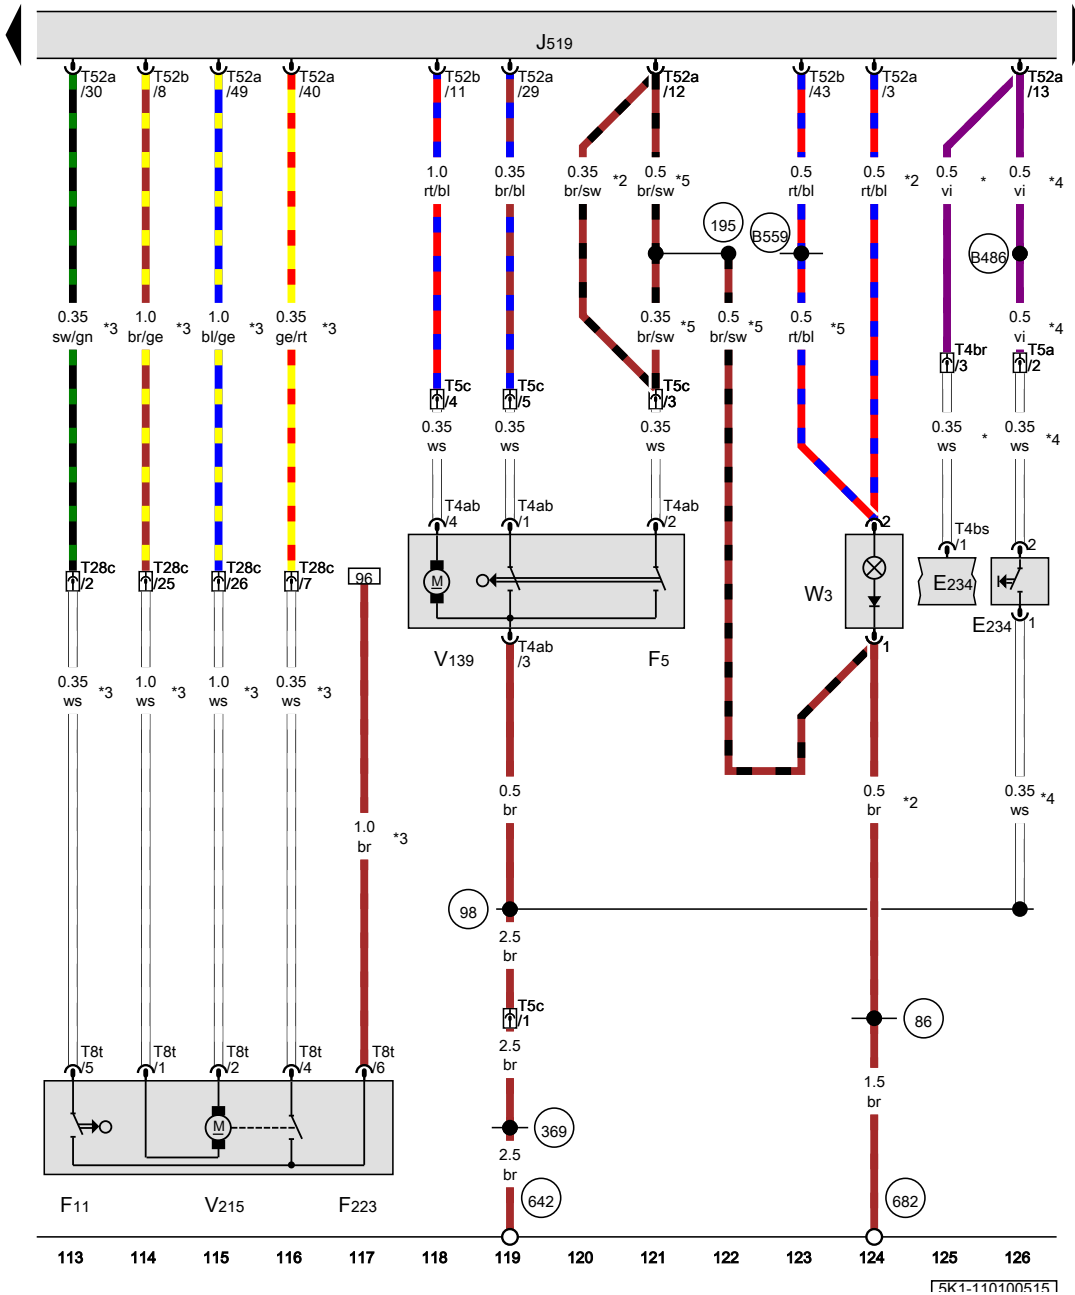 J519
T52a
/30
T52b
/8
T52a
/49
T52a
/40
T52b
/11
T52a
/29
T52a
/12
T52b
/43
T52a
/3
T52a
/13
1.0
rt/bl
0.35
br/bl
0.35
br/sw
*2
0.5
br/sw
*5
0.5
rt/bl
0.5
rt/bl
*2
0.5
vi
*
0.5
vi
*4
195
B559
B486
0.35
sw/gn
*3
1.0
br/ge
*3
1.0
bl/ge
*3
0.35
ge/rt
*3
0.35
br/sw
*5
0.5
br/sw
*5
0.5
rt/bl
*5
0.5
vi
*4
T4br
/3
T5a
/2
T5c
/4
T5c
/5
T5c
/3
0.35
ws
0.35
ws
0.35
ws
0.35
ws
*
0.35
ws
*4
T4ab
/4
T4ab
/1
T4ab
/2
2
T4bs
/1
2
T28c
/2
T28c
/25
T28c
/26
T28c
/7
96
M
W3
E234
E234
1
V139
T4ab
/3
F5
1
0.35
ws
*3
1.0
ws
*3
1.0
ws
*3
0.35
ws
*3
0.5
br
0.5
br
*2
0.35
ws
*4
1.0
br
*3
98
2.5
br
T5c
/1
86
2.5
br
T8t
/5
T8t
/1
T8t
/2
T8t
/4
T8t
/6
1.5
br
M
369
2.5
br
F11
V215
F223
642
682
113 114 115 116 117 118 119 120 121 122 123 124 125 126
5K1-110100515